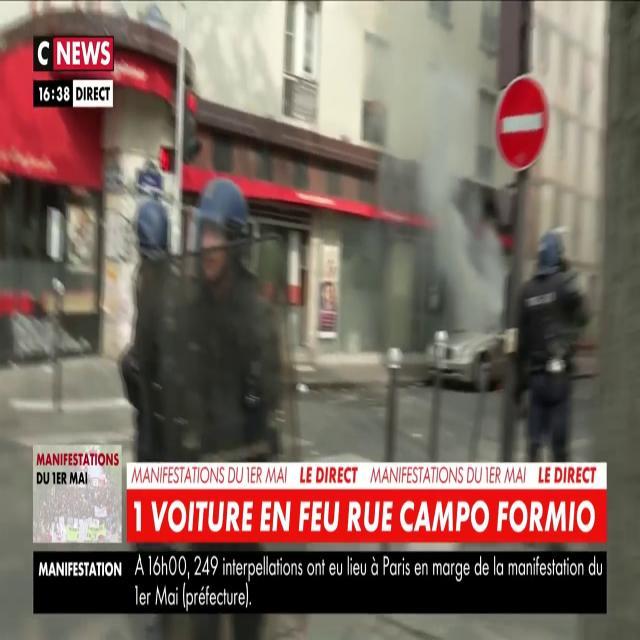 C NEWS
16:38 DIRECT
MANIFESTATIONS
DU 1ER MAI
MANIFESTATIONS DU 1ER MAI LE DIRECT MANIFESTATIONS DU 1ER MAI LE DIRECT
1 VOITURE EN FEU RUE CAMPO FORMIO
MANIFESTATION
À 16h00, 249 interpellations ont eu lieu à Paris en marge de la manifestation du
1er Mai (préfecture).